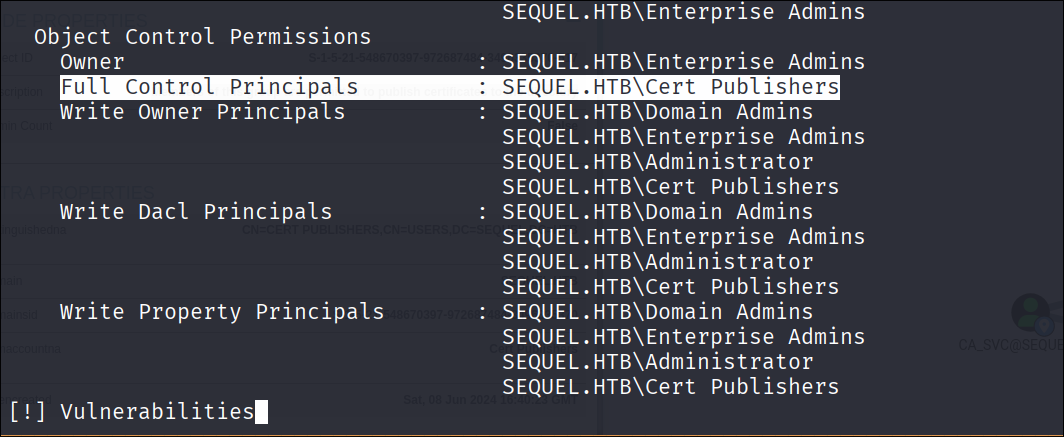 SEQUEL.HTB\Enterprise Admins
Object Control Permissions
Owner : SEQUEL.HTB\Enterprise Admins
Full Control Principals : SEQUEL.HTB\Cert Publishers
Write Owner Principals : SEQUEL.HTB\Domain Admins
SEQUEL.HTB\Enterprise Admins
SEQUEL.HTB\Administrator
SEQUEL.HTB\Cert Publishers
Write Dacl Principals : SEQUEL.HTB\Domain Admins
SEQUEL.HTB\Enterprise Admins
SEQUEL.HTB\Administrator
SEQUEL.HTB\Cert Publishers
Write Property Principals : SEQUEL.HTB\Domain Admins
SEQUEL.HTB\Enterprise Admins
SEQUEL.HTB\Administrator
CA_SVC@SEQUE
SEQUEL.HTB\Cert Publishers
[!] Vulnerabilities